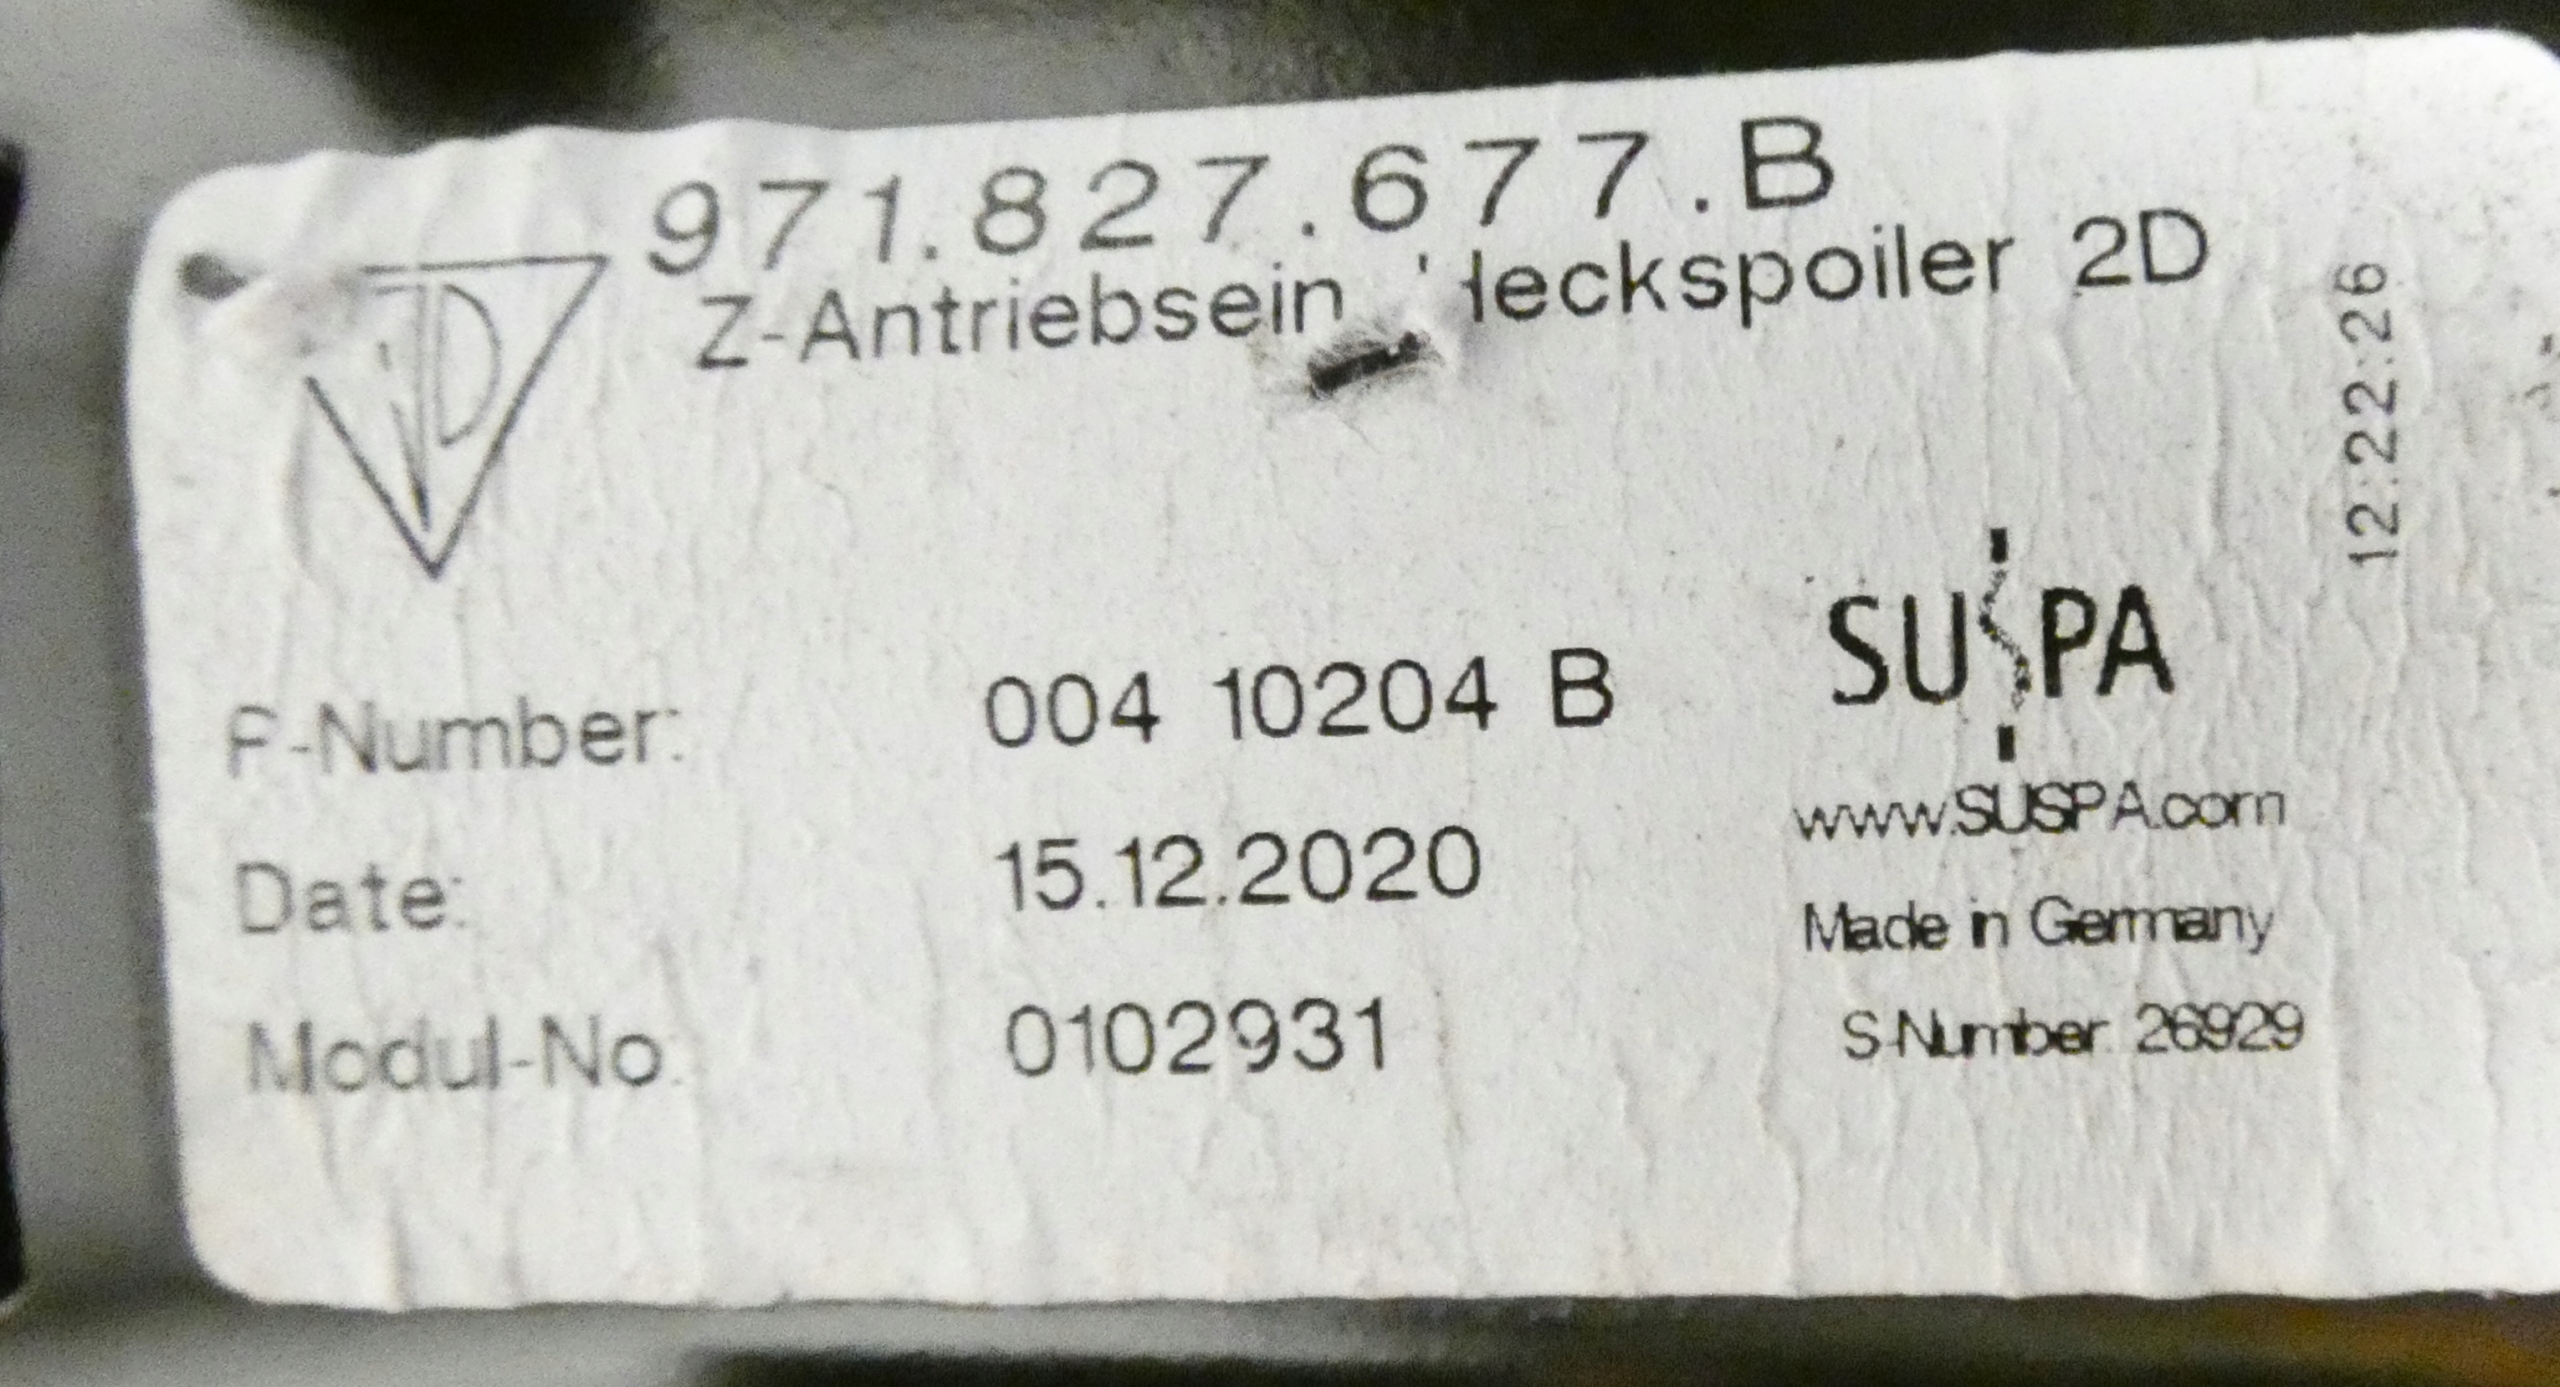 971.827.677.B
Z-Antriebsein Heckspoiler 2D
12:22:26
F-Number: 004 10204 B
SUSPA
www.SUSPA.com
Date: 15.12.2020
Made in Germany
Modul-No: 0102931
S-Number: 26929